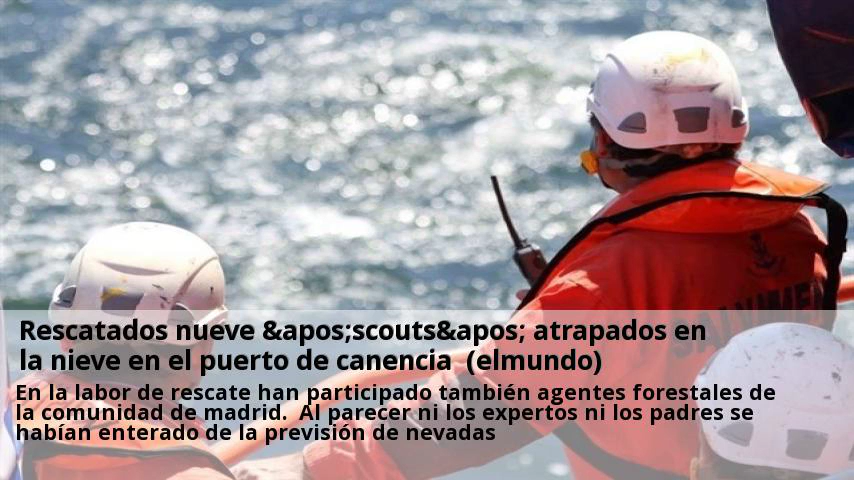 Rescatados nueve &apos;scouts&apos; atrapados en
la nieve en el puerto de canencia  (elmundo)
En la labor de rescate han participado también agentes forestales de
la comunidad de madrid.  Al parecer ni los expertos ni los padres se
habían enterado de la previsión de nevadas